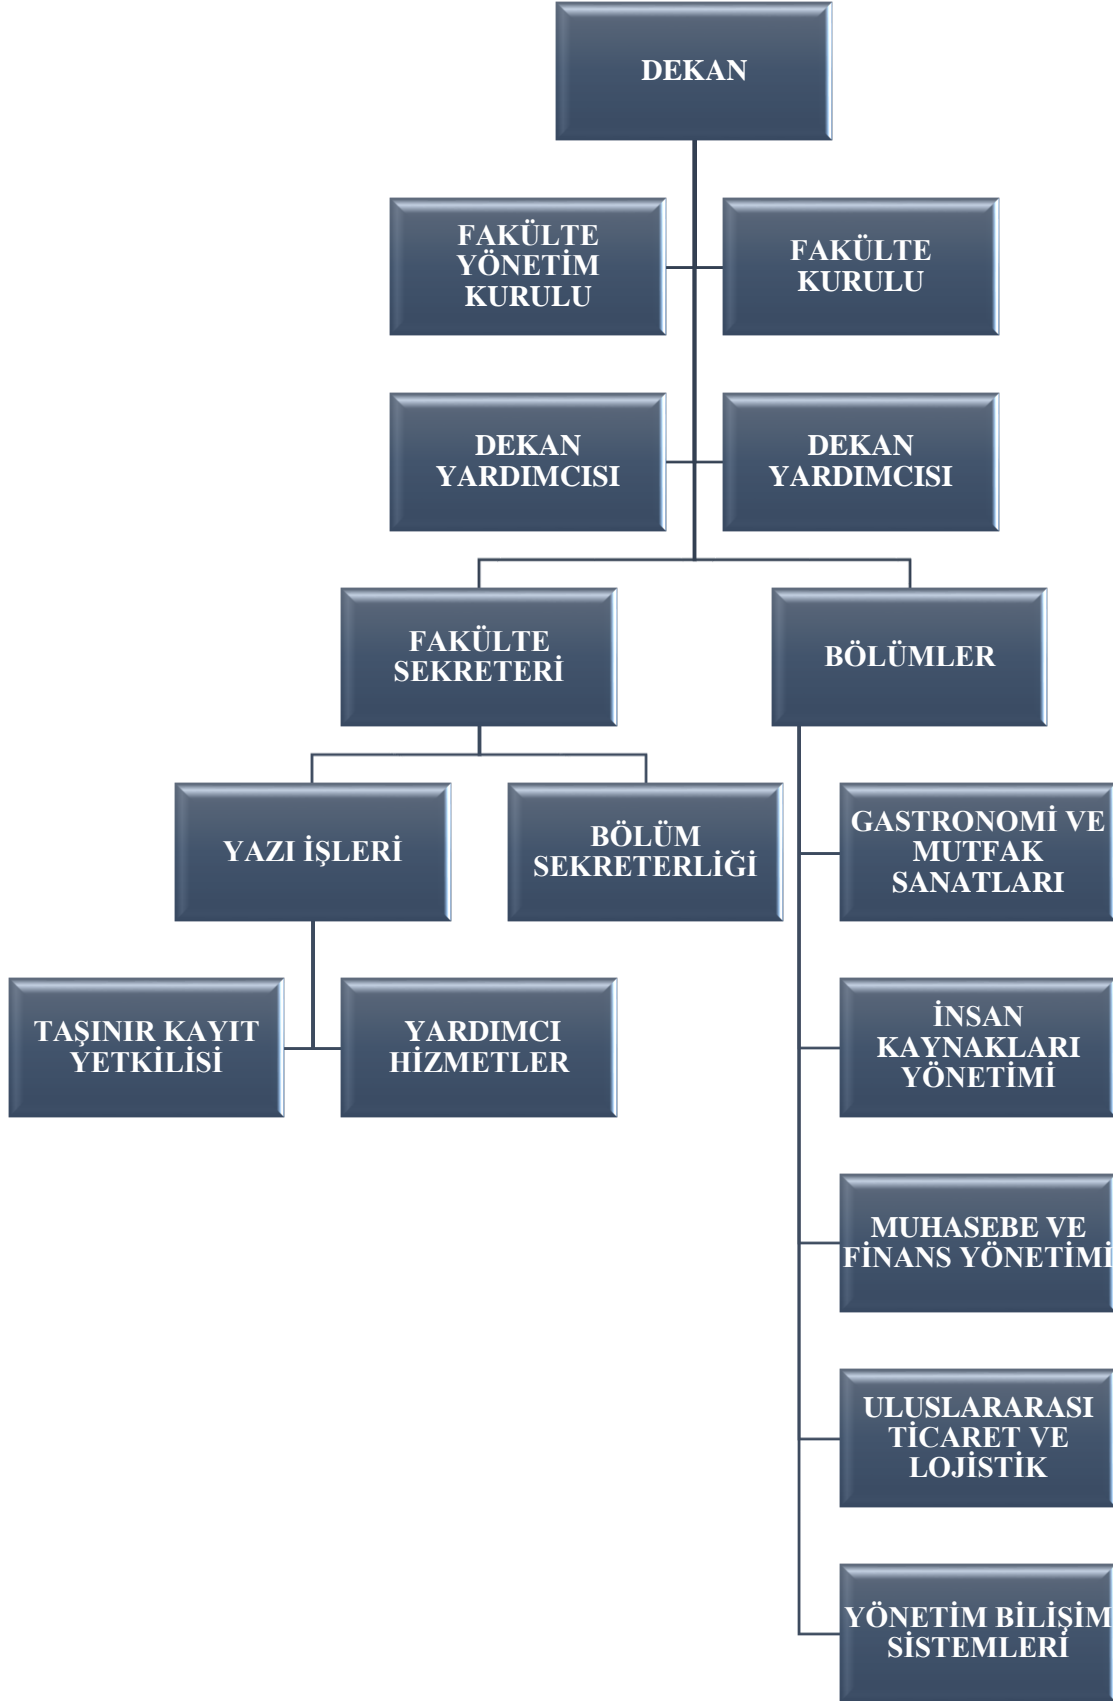 DEKAN
FAKÜLTE
YÖNETİM
KURULU
FAKÜLTE
KURULU
DEKAN
YARDIMCISI
DEKAN
YARDIMCISI
FAKÜLTE
SEKRETERİ
BÖLÜMLER
YAZI İŞLERİ
BÖLÜM
SEKRETERLİĞİ
TAŞINIR KAYIT
YETKİLİSİ
YARDIMCI
HİZMETLER
GASTRONOMİ VE
MUTFAK
SANATLARI
İNSAN
KAYNAKLARI
YÖNETİMİ
MUHASEBE VE
FİNANS YÖNETİMİ
ULUSLARARASI
TİCARET VE
LOJİSTİK
YÖNETİM BİLİŞİM
SİSTEMLERİ